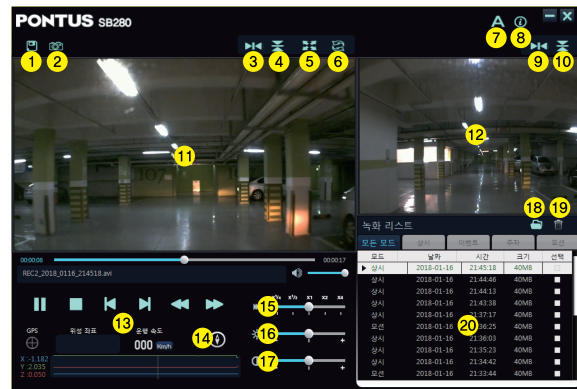 PONTUS SB280
A
i
1 2 3 4 5 6 7 8 9 10
11
12
107
녹화 리스트
18 19
모든 모드 상시 이벤트 주차 모션
모드 날짜 시간 크기 선택
상시 2018-01-16 21:45:18 40MB
상시 2018-01-16 21:44:46 40MB
상시 2018-01-16 21:44:13 40MB
상시 2018-01-16 21:43:38 40MB
상시 2018-01-16 21:37:17 40MB
모션 2018-01-16 20 :36:25 40MB
상시 2018-01-16 21:36:03 40MB
상시 2018-01-16 21:35:23 40MB
상시 2018-01-16 21:34:42 40MB
모션 2018-01-16 21:33:44 40MB
00:00:08 00:00:17
REC2_2018_0116_214518.avi
15 x½ x1 x2 x4
13
GPS 위성 좌표 운행 속도
000 Km/h
14
16 +
17 - +
X :-1.182
Y :2.035
Z :0.050